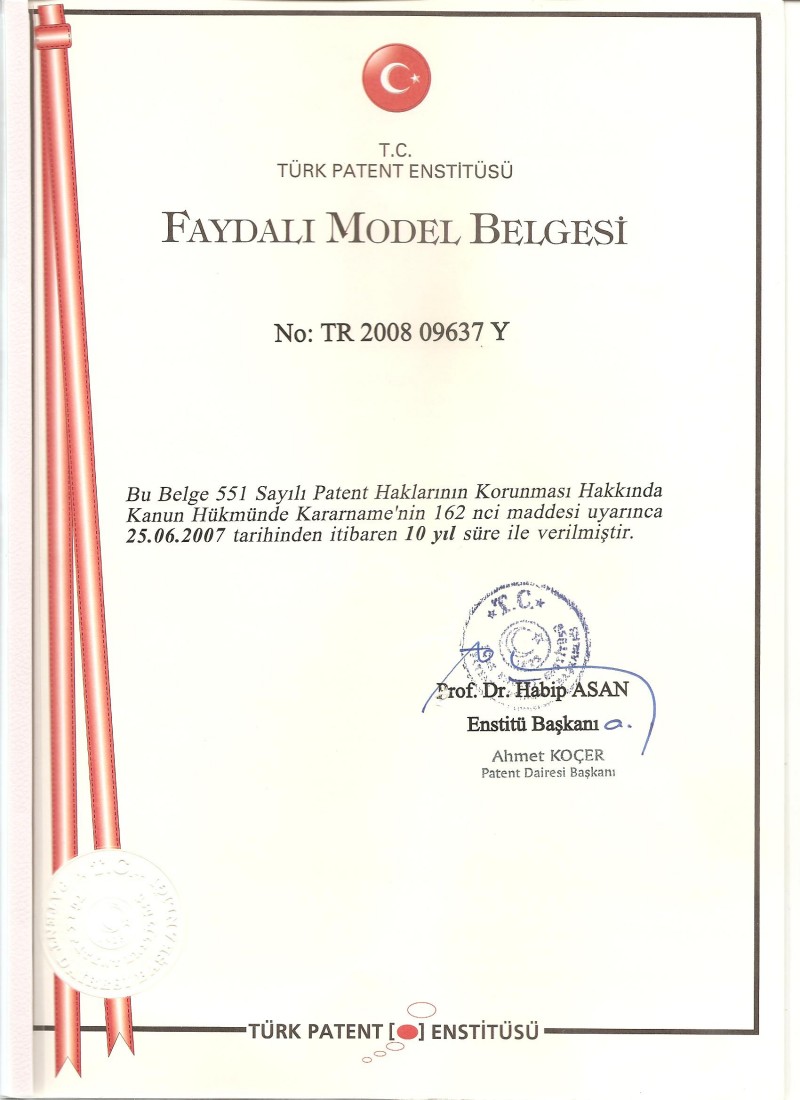 T.C.
TÜRK PATENT ENSTİTÜSÜ
FAYDALI MODEL BELGESİ
No: TR 2008 09637 Y
Bu Belge 551 Sayılı Patent Haklarının Korunması Hakkında
Kanun Hükmünde Kararname'nin 162 nci maddesi uyarınca
25.06.2007 tarihinden itibaren 10 yıl süre ile verilmiştir.
T.C.
Prof. Dr. Habip ASAN
Enstitü Başkanı a.
Ahmet KOÇER
Patent Dairesi Başkanı
T.C.
TÜRK PATENT [ ] ENSTİTÜSÜ